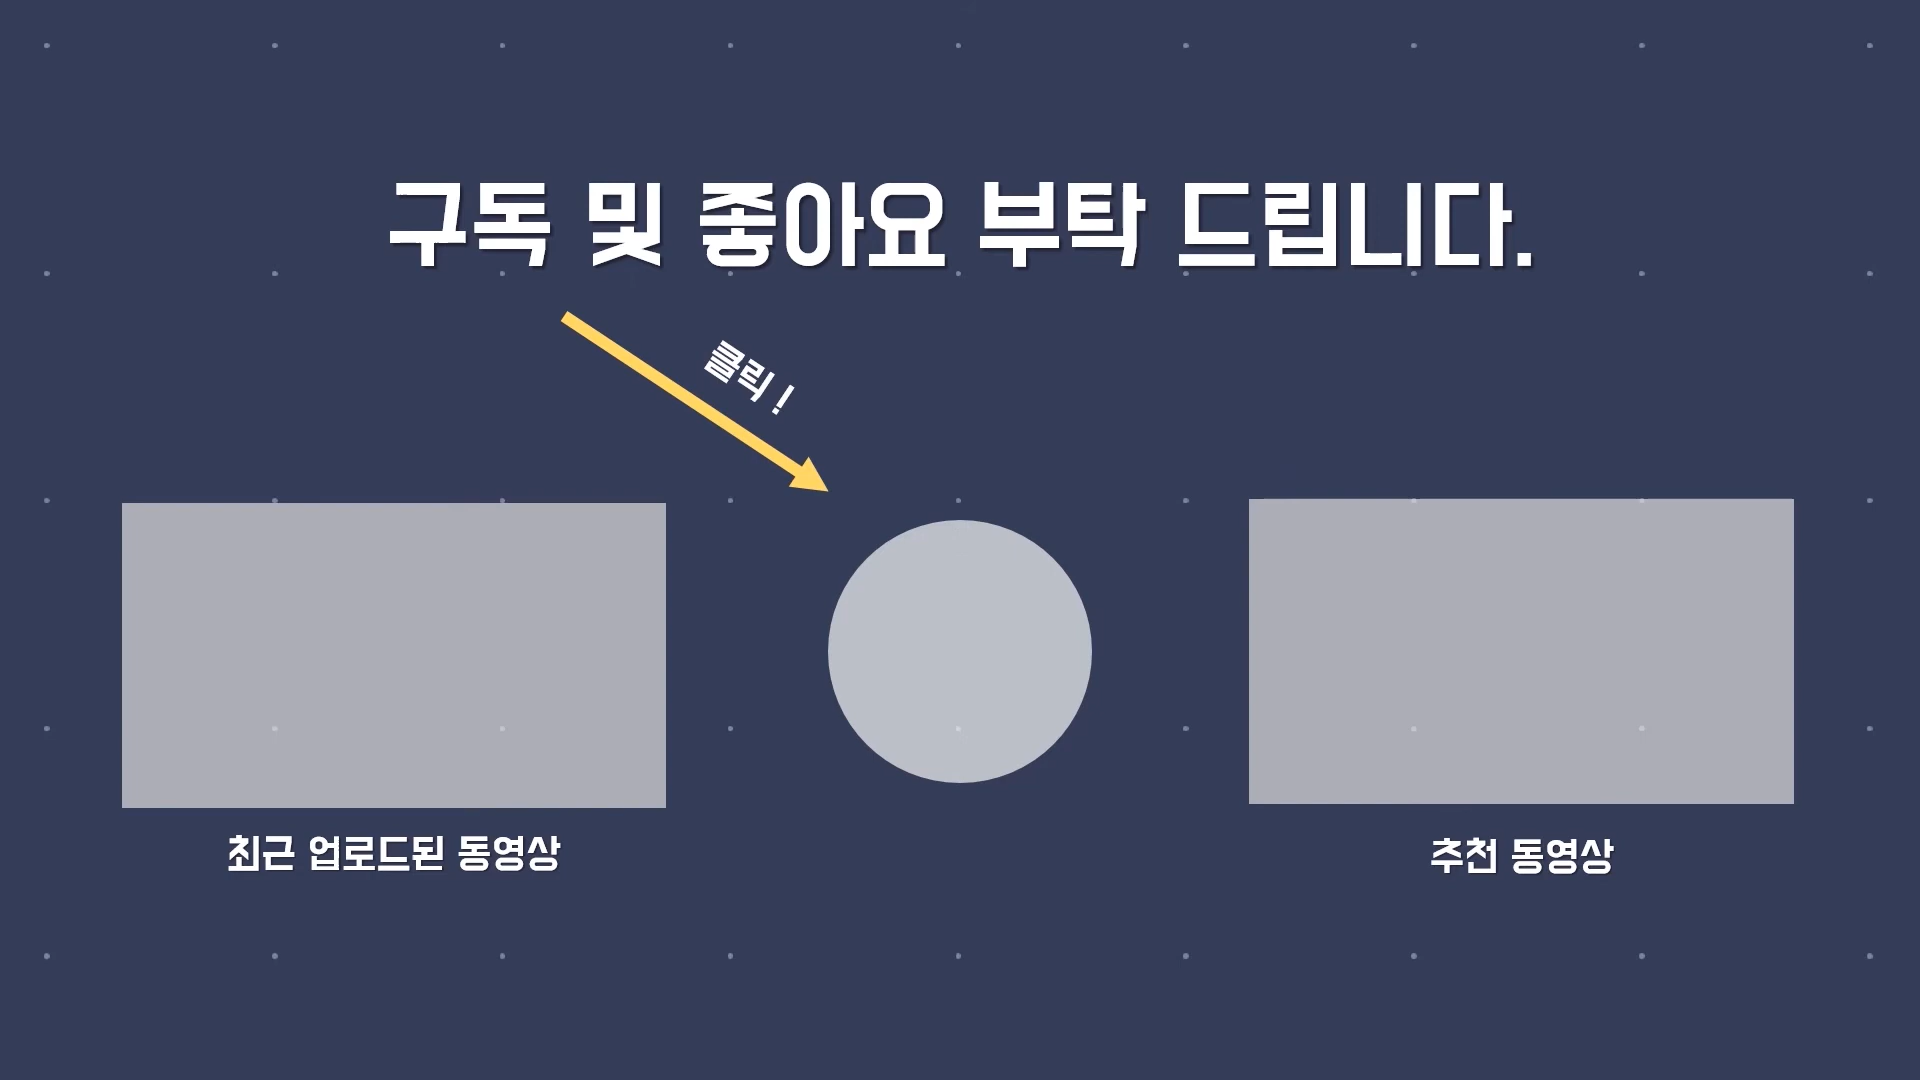 구독 및 좋아요 부탁 드립니다.
클릭 !
최근 업로드된 동영상
추천 동영상